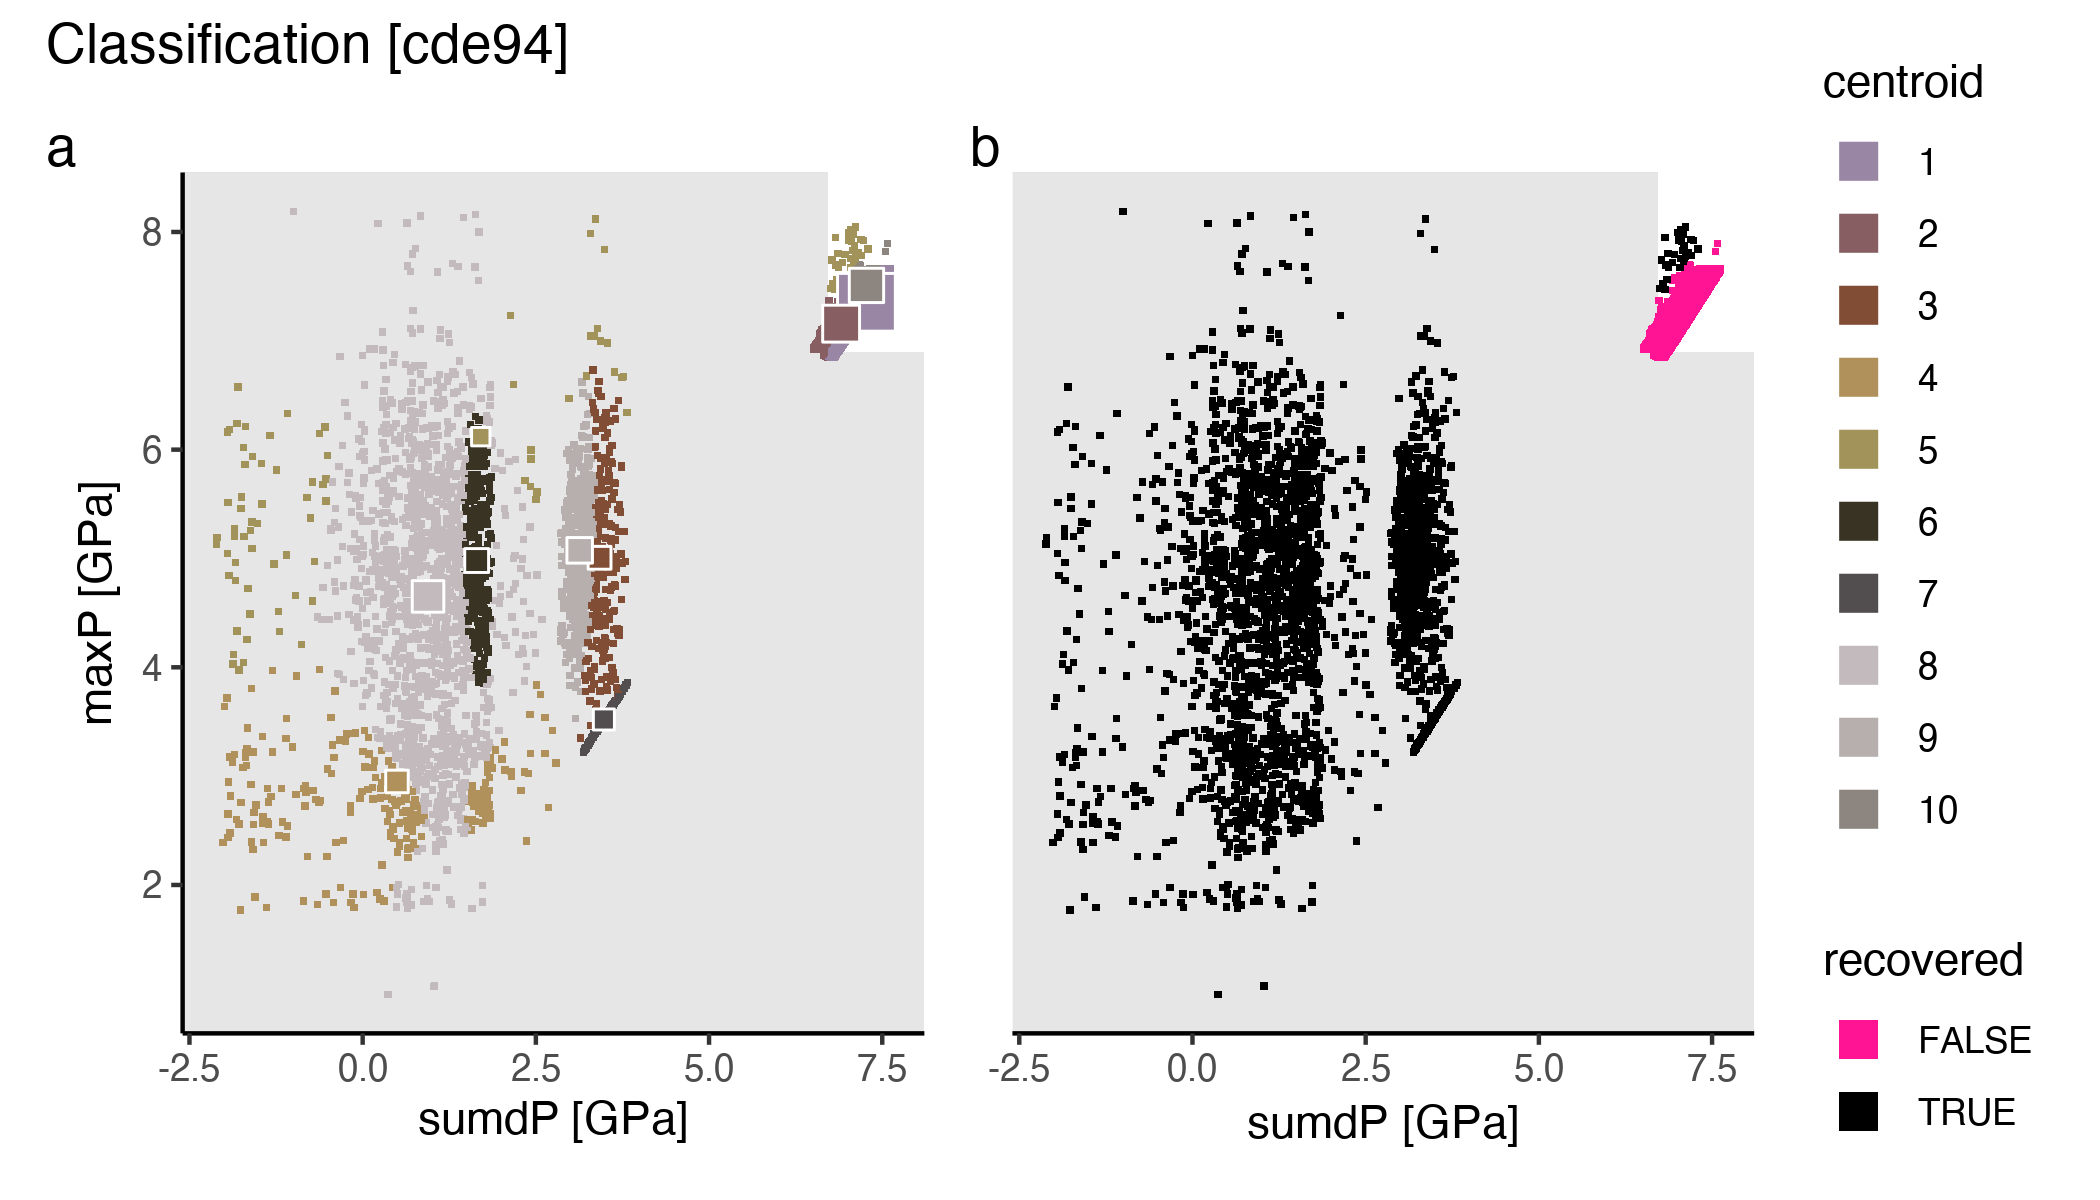 Classification [cde94]
a
b
8
6
4
2
maxP [GPa]
-2.5 0.0 2.5 5.0 7.5
sumdP [GPa]
-2.5 0.0 2.5 5.0 7.5
sumdP [GPa]
centroid
1
2
3
4
5
6
7
8
9
10
recovered
FALSE
TRUE